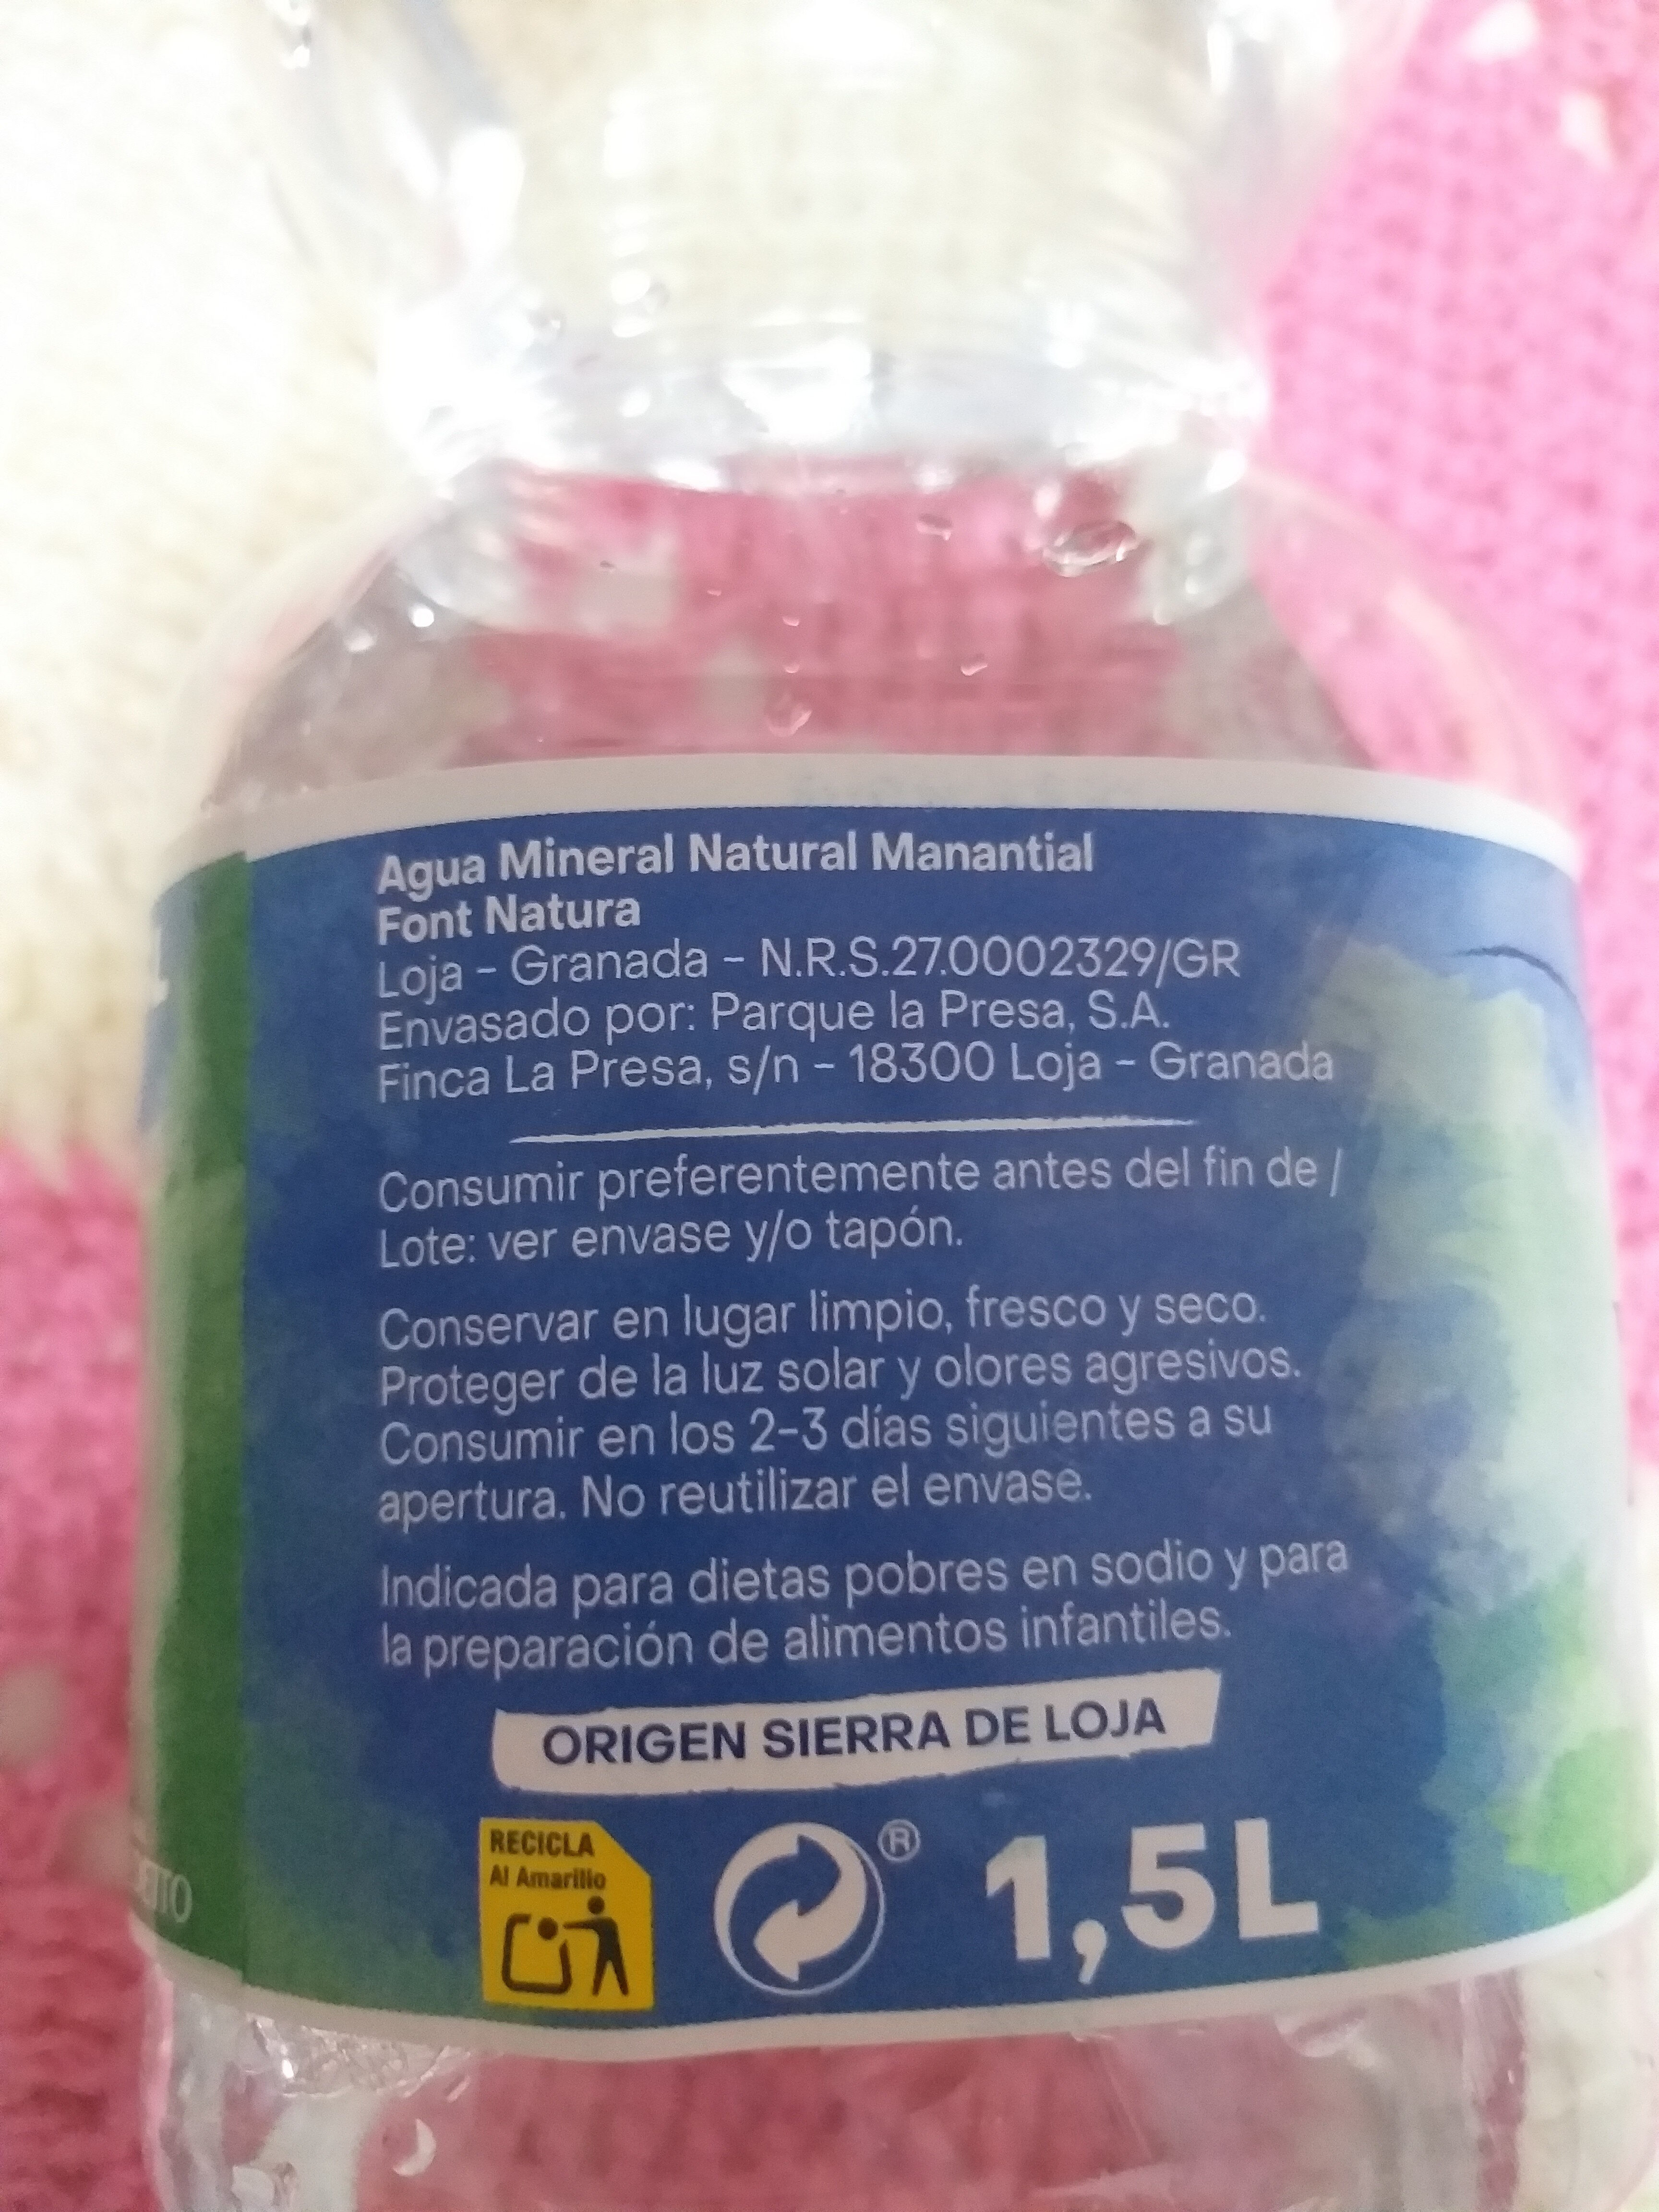 Agua Mineral Natural Manantial
Font Natura
Loja - Granada - N.R.S.27.0002329/GR
Envasado por: Parque la Presa, S.A.
Finca La Presa, s/n - 18300 Loja - Granada
Consumir preferentemente antes del fin de /
Lote: ver envase y/o tapón.
Conservar en lugar limpio, fresco y seco.
Proteger de la luz solar y olores agresivos.
Consumir en los 2-3 días siguientes a su
apertura. No reutilizar el envase.
Indicada para dietas pobres en sodio y para
la preparación de alimentos infantiles.
ORIGEN SIERRA DE LOJA
RECICLA
Al Amarillo
®
1,5L